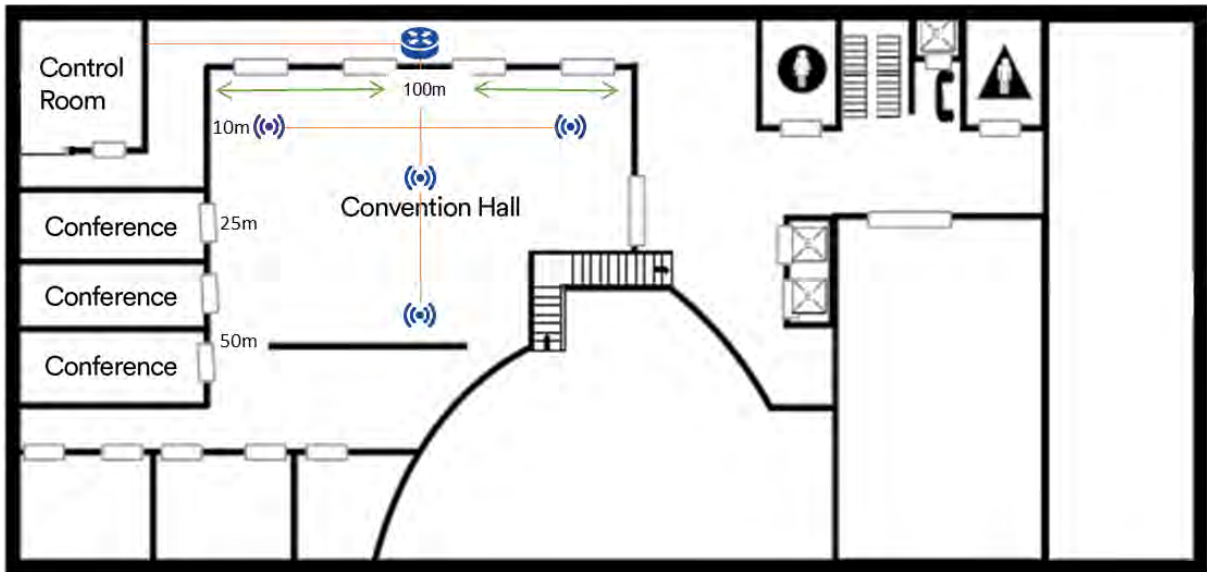 Control
Room
100m
10m
Convention Hall
25m
Conference
Conference
50m
Conference